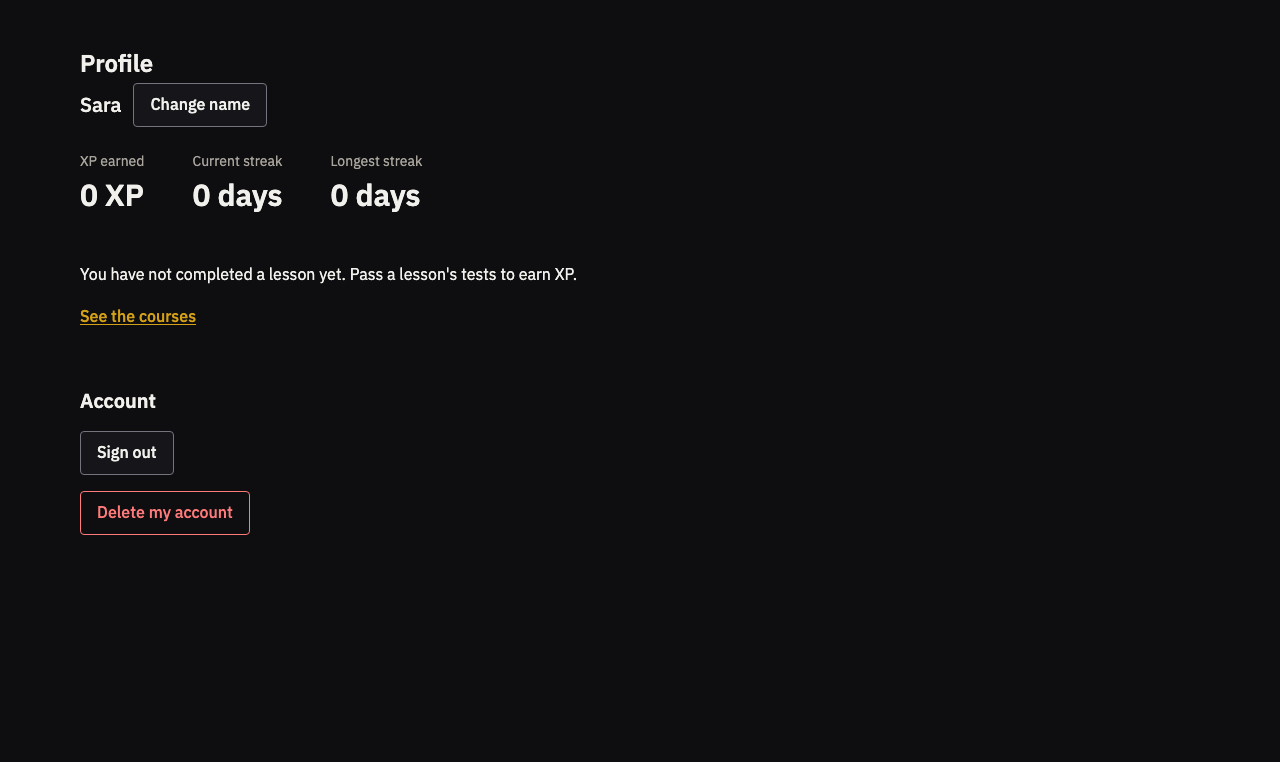 Profile
Sara Change name
XP earned Current streak Longest streak
0 XP 0 days 0 days
You have not completed a lesson yet. Pass a lesson's tests to earn XP.
See the courses
Account
Sign out
Delete my account